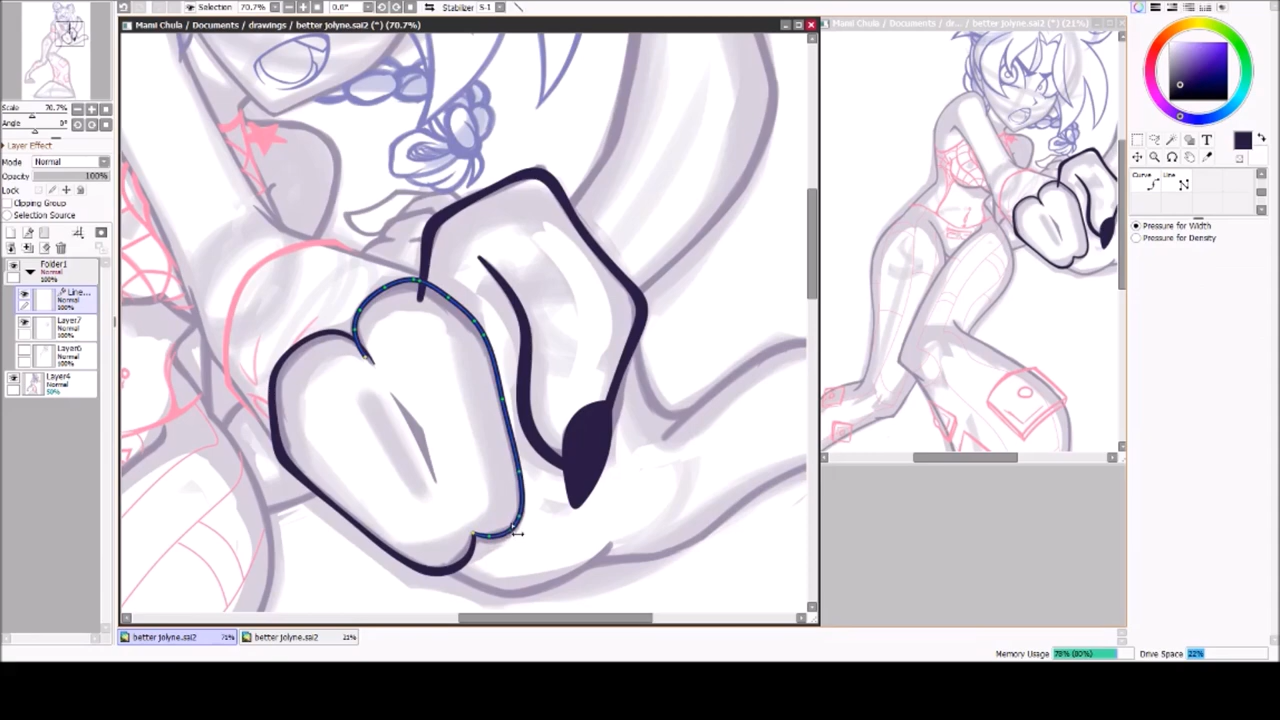 Selection 70.7% 0.0° Stabilizer S-1
Mami Chula / Documents / drawings / better jolyne.sai2 (*) (70.7%)
Mami Chula / Documents / dr... / better jolyne.sai2 (*) (21%)
Scale 70.7%
Angle 0°
Layer Effect
Mode Normal
Opacity 100%
Lock
Clipping Group
Selection Source
Folder1
Normal
100%
Line...
Normal
100%
Layer7
Normal
100%
Layer6
Normal
100%
Layer4
Normal
50%
T
Curve Line
Pressure for Width
Pressure for Density
better jolyne.sai2 71%
better jolyne.sai2 21%
Memory Usage 78% (80%) Drive Space 22%